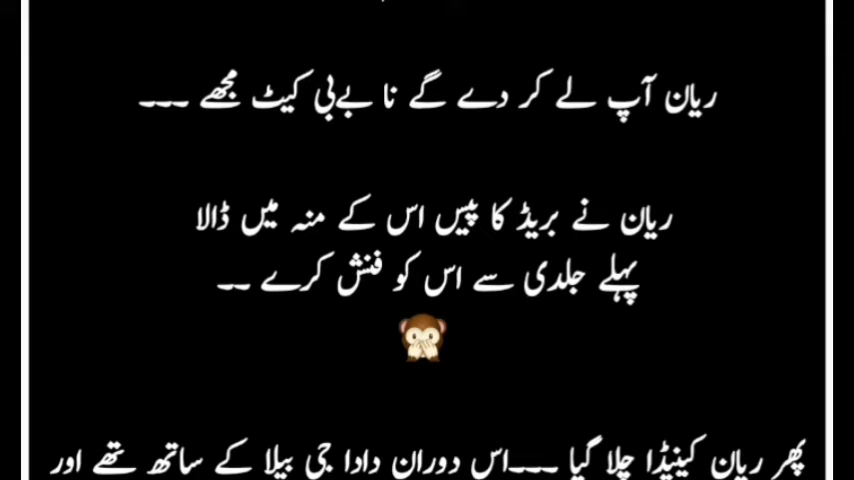 ریان آپ لے کر دے گے نا بےبی کیٹ مجھے ---
ریان نے بریڈ کا پیس اس کے منہ میں ڈالا
پہلے جلدی سے اس کو فنش کرے --
پھر ریان کینیڈا چلا گیا ---اس دوران دادا جی بیلا کے ساتھ تھے اور